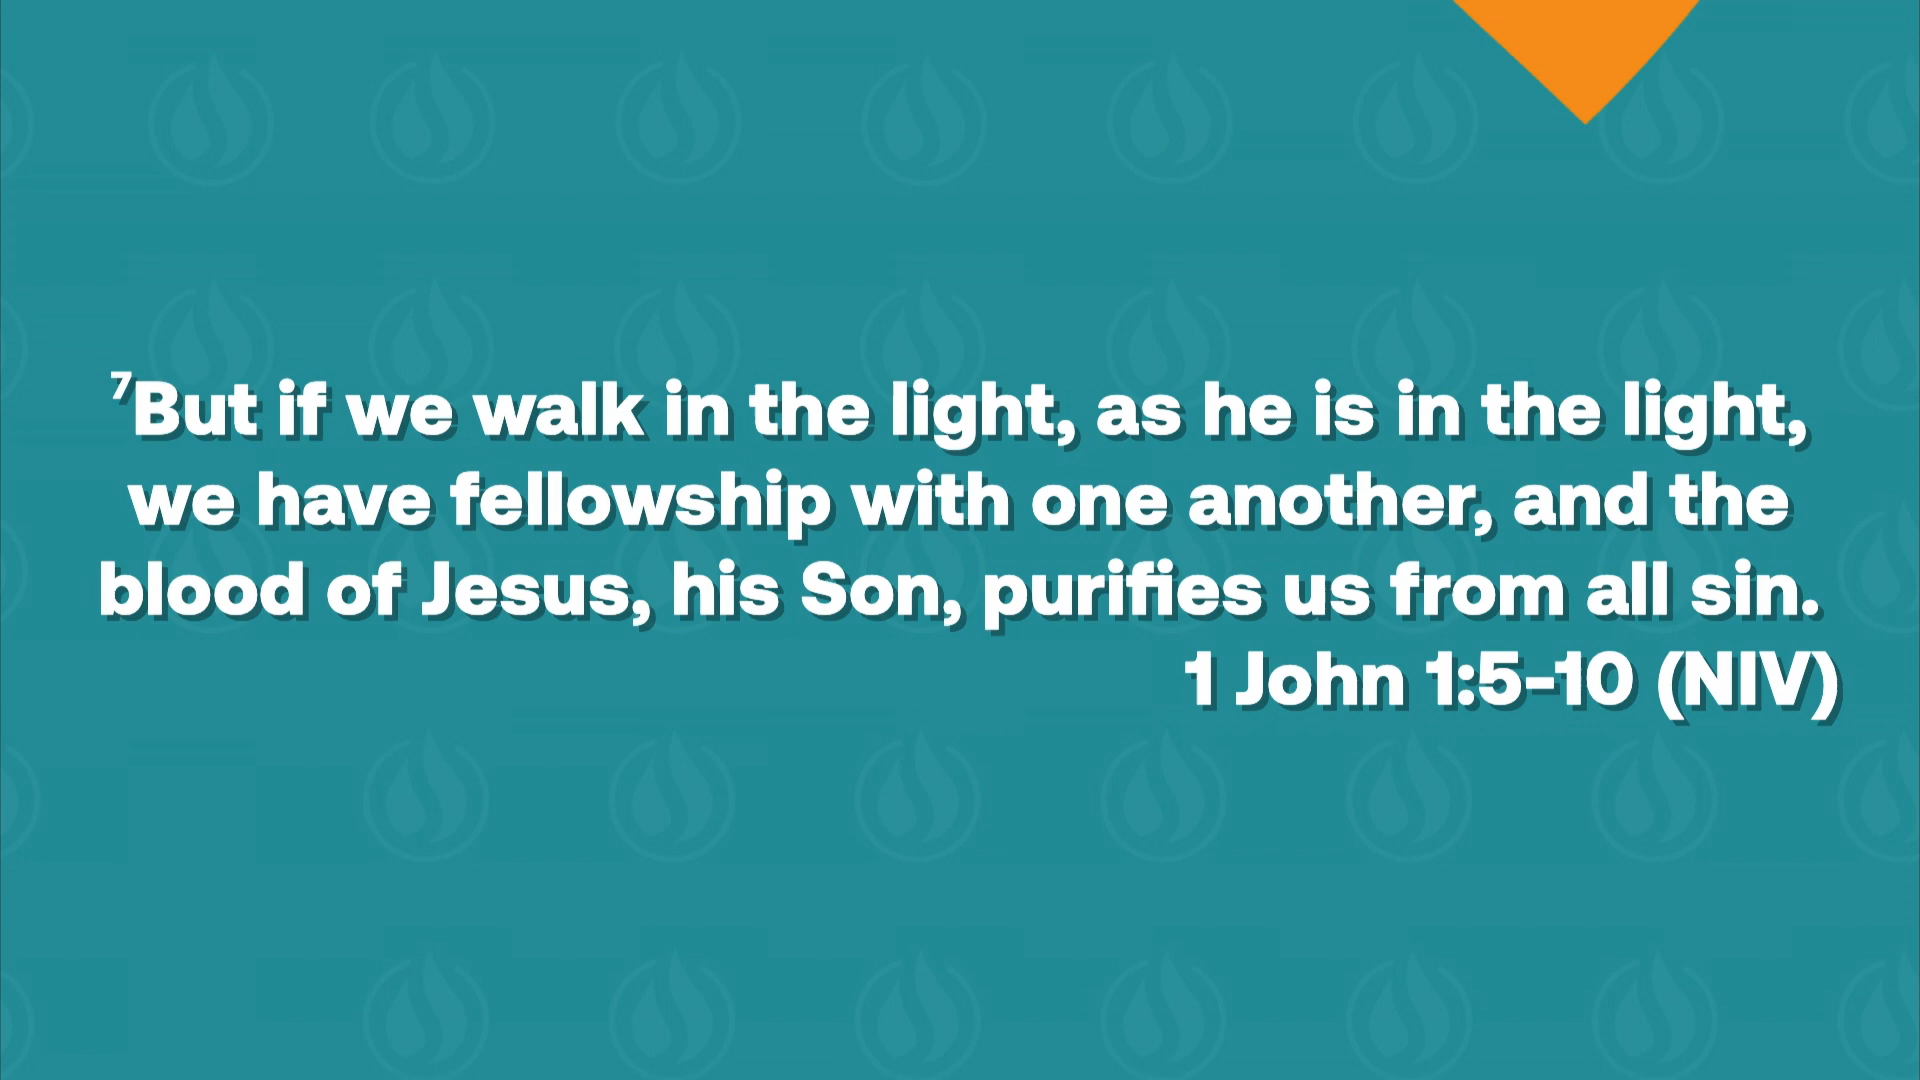 ⁷But if we walk in the light, as he is in the light,
we have fellowship with one another, and the
blood of Jesus, his Son, purifies us from all sin.
1 John 1:5-10 (NIV)